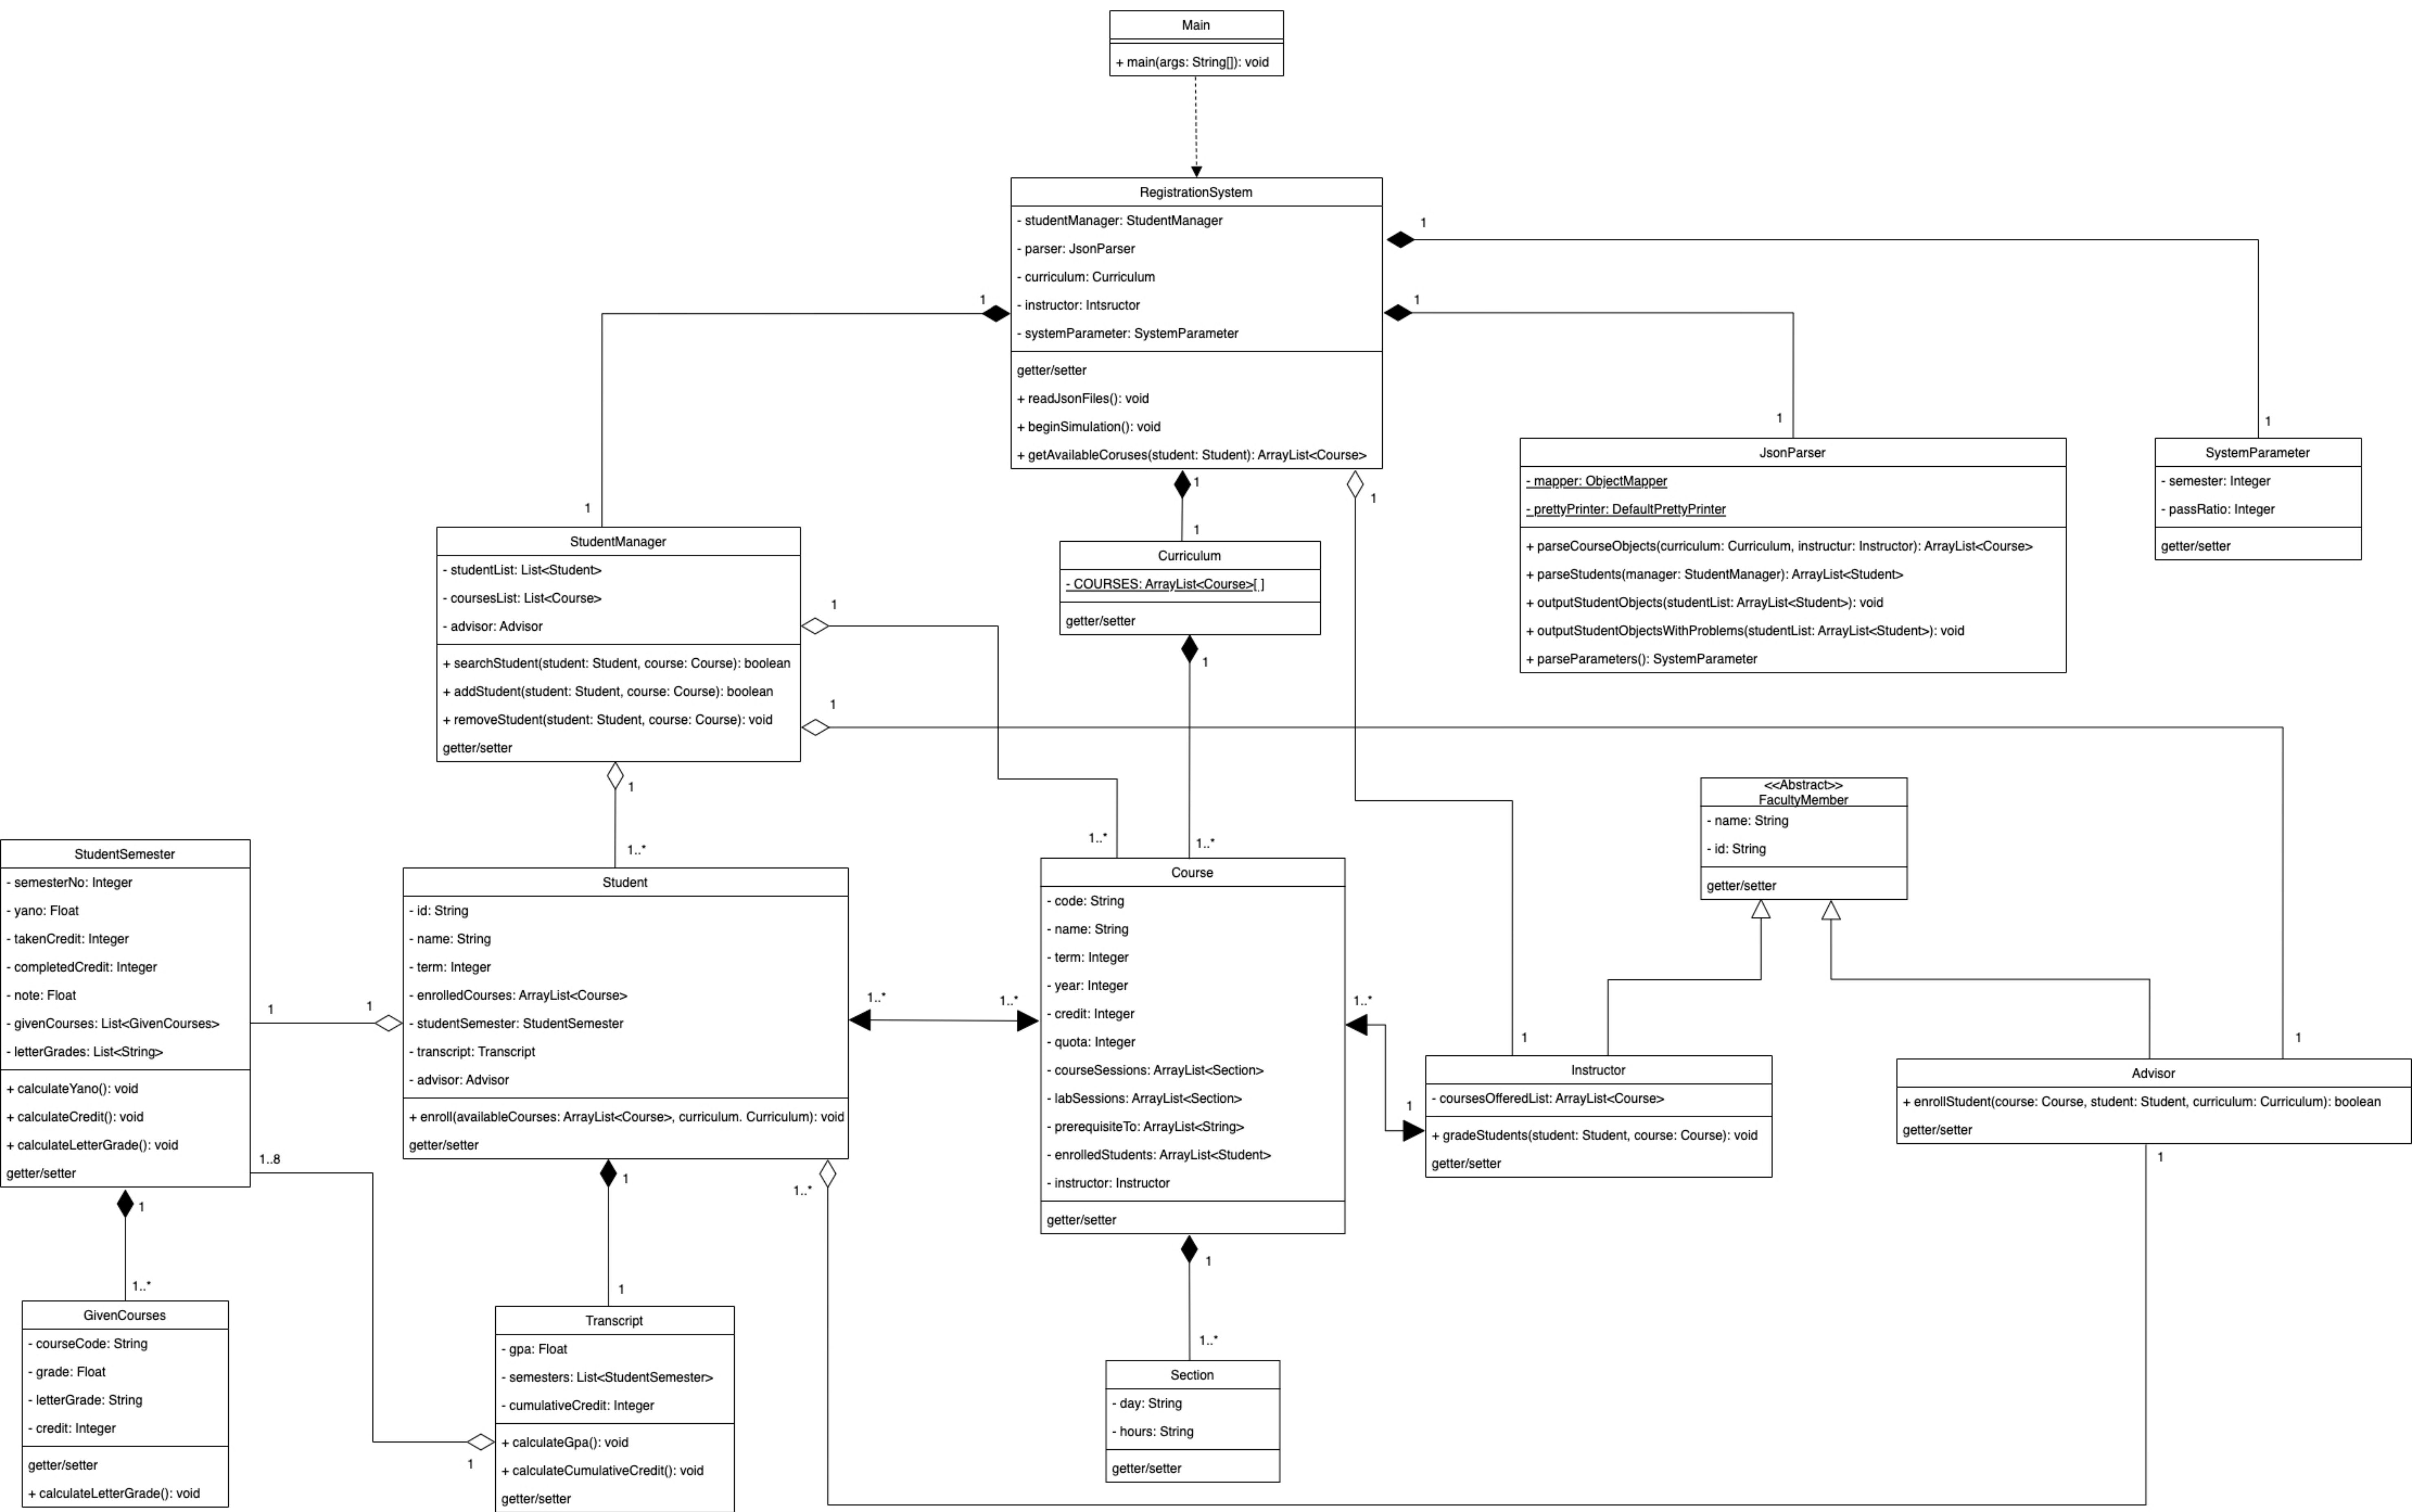 Main
+ main(args: String[]): void
RegistrationSystem
- studentManager: StudentManager
- parser: JsonParser
- curriculum: Curriculum
- instructor: Intsructor
- systemParameter: SystemParameter
getter/setter
+ readJsonFiles(): void
+ beginSimulation(): void
+ getAvailableCoruses(student: Student): ArrayList<Course>
1
1
1
1
1
1
1
1
1
1
JsonParser
- mapper: ObjectMapper
- prettyPrinter: DefaultPrettyPrinter
+ parseCourseObjects(curriculum: Curriculum, instructur: Instructor): ArrayList<Course>
+ parseStudents(manager: StudentManager): ArrayList<Student>
+ outputStudentObjects(studentList: ArrayList<Student>): void
+ outputStudentObjectsWithProblems(studentList: ArrayList<Student>): void
+ parseParameters(): SystemParameter
SystemParameter
- semester: Integer
- passRatio: Integer
getter/setter
StudentManager
- studentList: List<Student>
- coursesList: List<Course>
- advisor: Advisor
+ searchStudent(student: Student, course: Course): boolean
+ addStudent(student: Student, course: Course): boolean
+ removeStudent(student: Student, course: Course): void
getter/setter
1
1
1
1..*
Curriculum
- COURSES: ArrayList<Course>[ ]
getter/setter
1
1..*
1..*
<<Abstract>>
FacultyMember
- name: String
- id: String
getter/setter
StudentSemester
- semesterNo: Integer
- yano: Float
- takenCredit: Integer
- completedCredit: Integer
- note: Float
- givenCourses: List<GivenCourses>
- letterGrades: List<String>
+ calculateYano(): void
+ calculateCredit(): void
+ calculateLetterGrade(): void
getter/setter
1
1
1..8
1
1..*
Student
- id: String
- name: String
- term: Integer
- enrolledCourses: ArrayList<Course>
- studentSemester: StudentSemester
- transcript: Transcript
- advisor: Advisor
+ enroll(availableCourses: ArrayList<Course>, curriculum. Curriculum): void
getter/setter
1..*
1..*
1
1
1..*
Course
- code: String
- name: String
- term: Integer
- year: Integer
- credit: Integer
- quota: Integer
- courseSessions: ArrayList<Section>
- labSessions: ArrayList<Section>
- prerequisiteTo: ArrayList<String>
- enrolledStudents: ArrayList<Student>
- instructor: Instructor
getter/setter
1..*
1
1
1..*
Instructor
- coursesOfferedList: ArrayList<Course>
+ gradeStudents(student: Student, course: Course): void
getter/setter
1
Advisor
+ enrollStudent(course: Course, student: Student, curriculum: Curriculum): boolean
getter/setter
1
GivenCourses
- courseCode: String
- grade: Float
- letterGrade: String
- credit: Integer
getter/setter
+ calculateLetterGrade(): void
Transcript
- gpa: Float
- semesters: List<StudentSemester>
- cumulativeCredit: Integer
+ calculateGpa(): void
+ calculateCumulativeCredit(): void
getter/setter
1
Section
- day: String
- hours: String
getter/setter